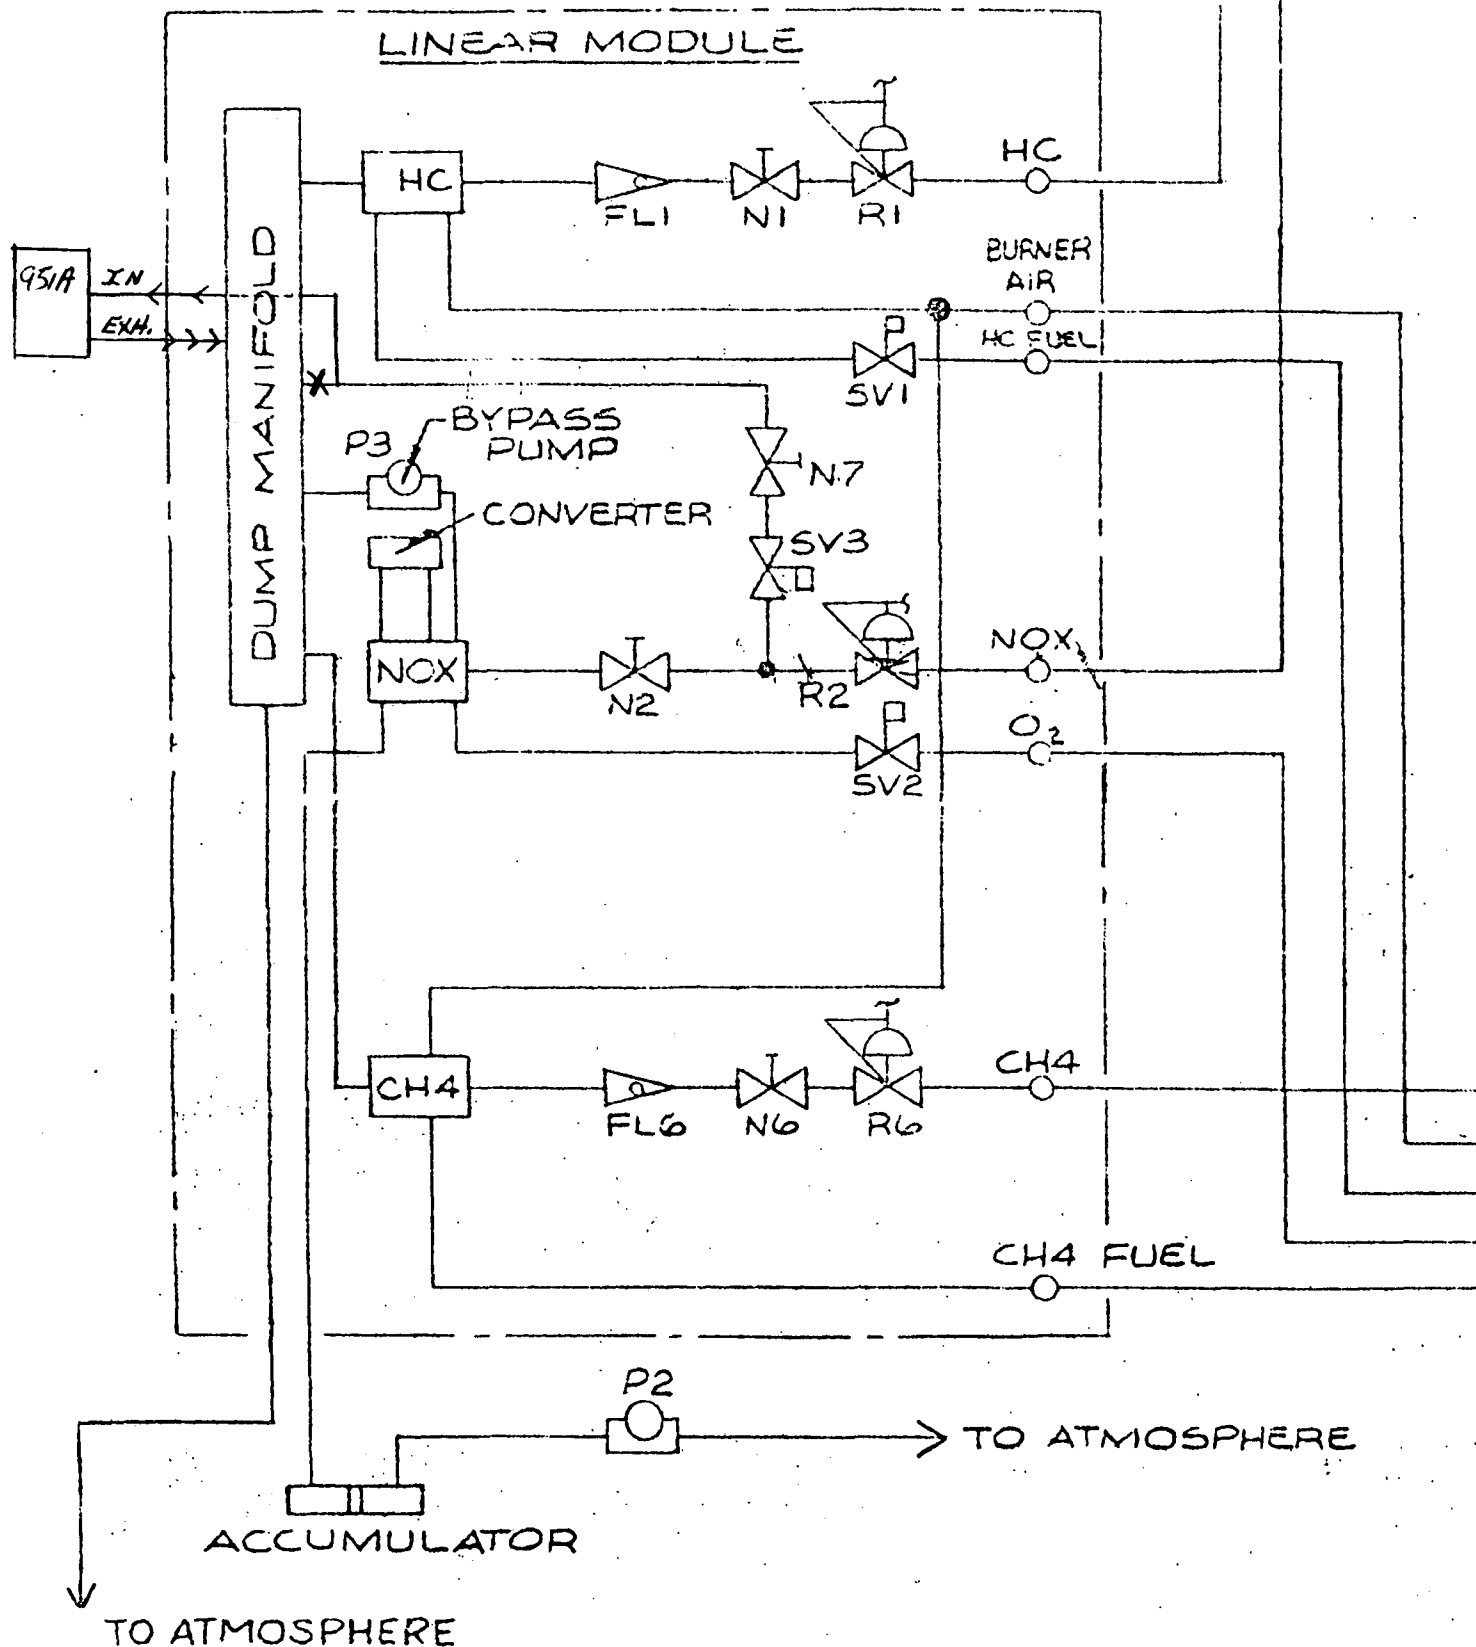 LINEAR MODULE
HC
FL1
N1
R1
HC
BURNER
AIR
HC FUEL
SV1
951A
IN
EXH.
DUMP MANIFOLD
X
P3
BYPASS
PUMP
CONVERTER
N7
SV3
NOX
N2
R2
NOX
O2
SV2
CH4
FL6
N6
R6
CH4
CH4 FUEL
P2
TO ATMOSPHERE
ACCUMULATOR
TO ATMOSPHERE